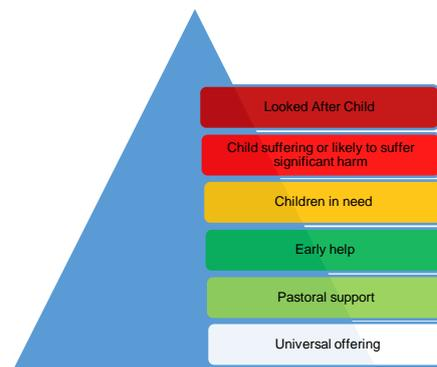 Looked After Child
Child suffering or likely to suffer
significant harm
Children in need
Early help
Pastoral support
Universal offering